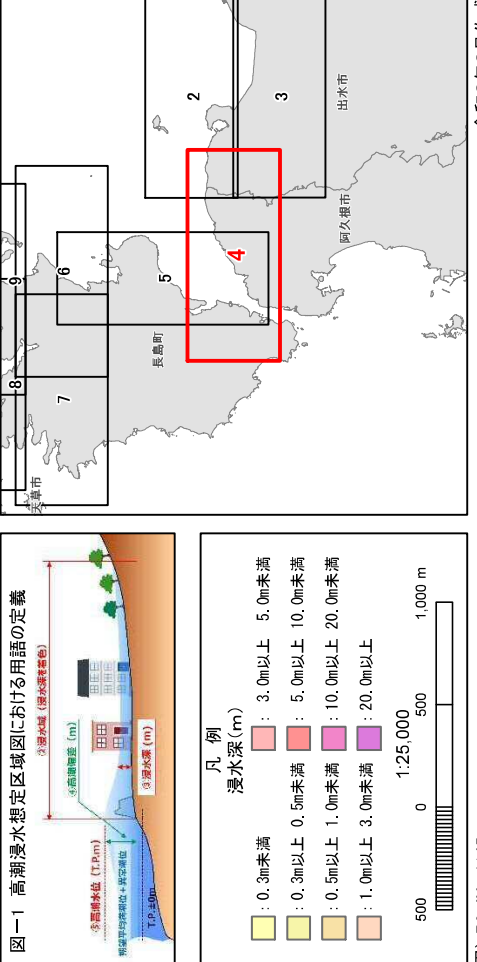 図－1 高潮浸水想定区域図における用語の定義
②浸水域（浸水深を着色）
④高潮偏差（m）
⑤高潮水位（T.P.m）
朔望平均満潮位＋異常潮位
③浸水深（m）
T.P.±0m
凡 例
浸水深(m)
：0.3m未満
：0.3m以上 0.5m未満
：0.5m以上 1.0m未満
：1.0m以上 3.0m未満
：3.0m以上 5.0m未満
：5.0m以上 10.0m未満
：10.0m以上 20.0m未満
：20.0m以上
1:25,000
500 0 500 1,000 m
天草市
8
9
7
6
5
長島町
4
2
3
阿久根市
出水市